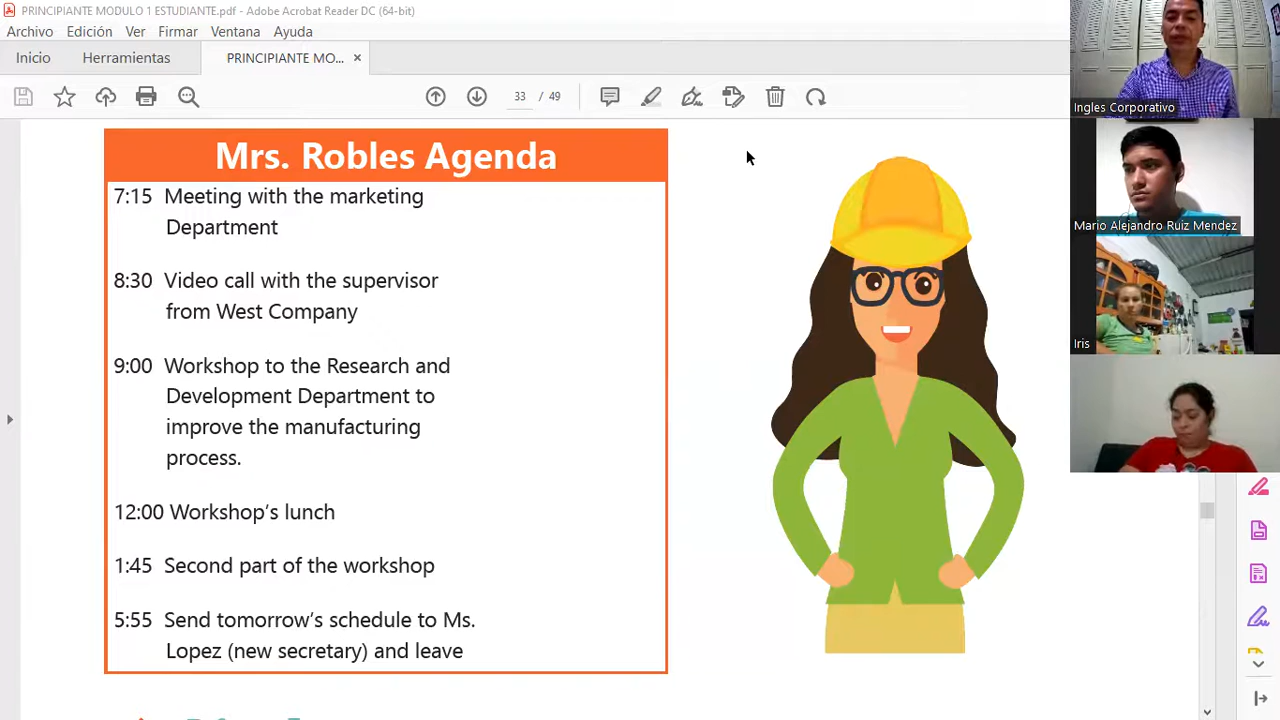 PRINCIPIANTE MODULO 1 ESTUDIANTE.pdf - Adobe Acrobat Reader DC (64-bit)
Archivo Edición Ver Firmar Ventana Ayuda
Inicio Herramientas PRINCIPIANTE MO... ×
33 / 49
Mrs. Robles Agenda
7:15 Meeting with the marketing
Department
8:30 Video call with the supervisor
from West Company
9:00 Workshop to the Research and
Development Department to
improve the manufacturing
process.
12:00 Workshop's lunch
1:45 Second part of the workshop
5:55 Send tomorrow's schedule to Ms.
Lopez (new secretary) and leave
Ingles Corporativo
Mario Alejandro Ruiz Mendez
Iris